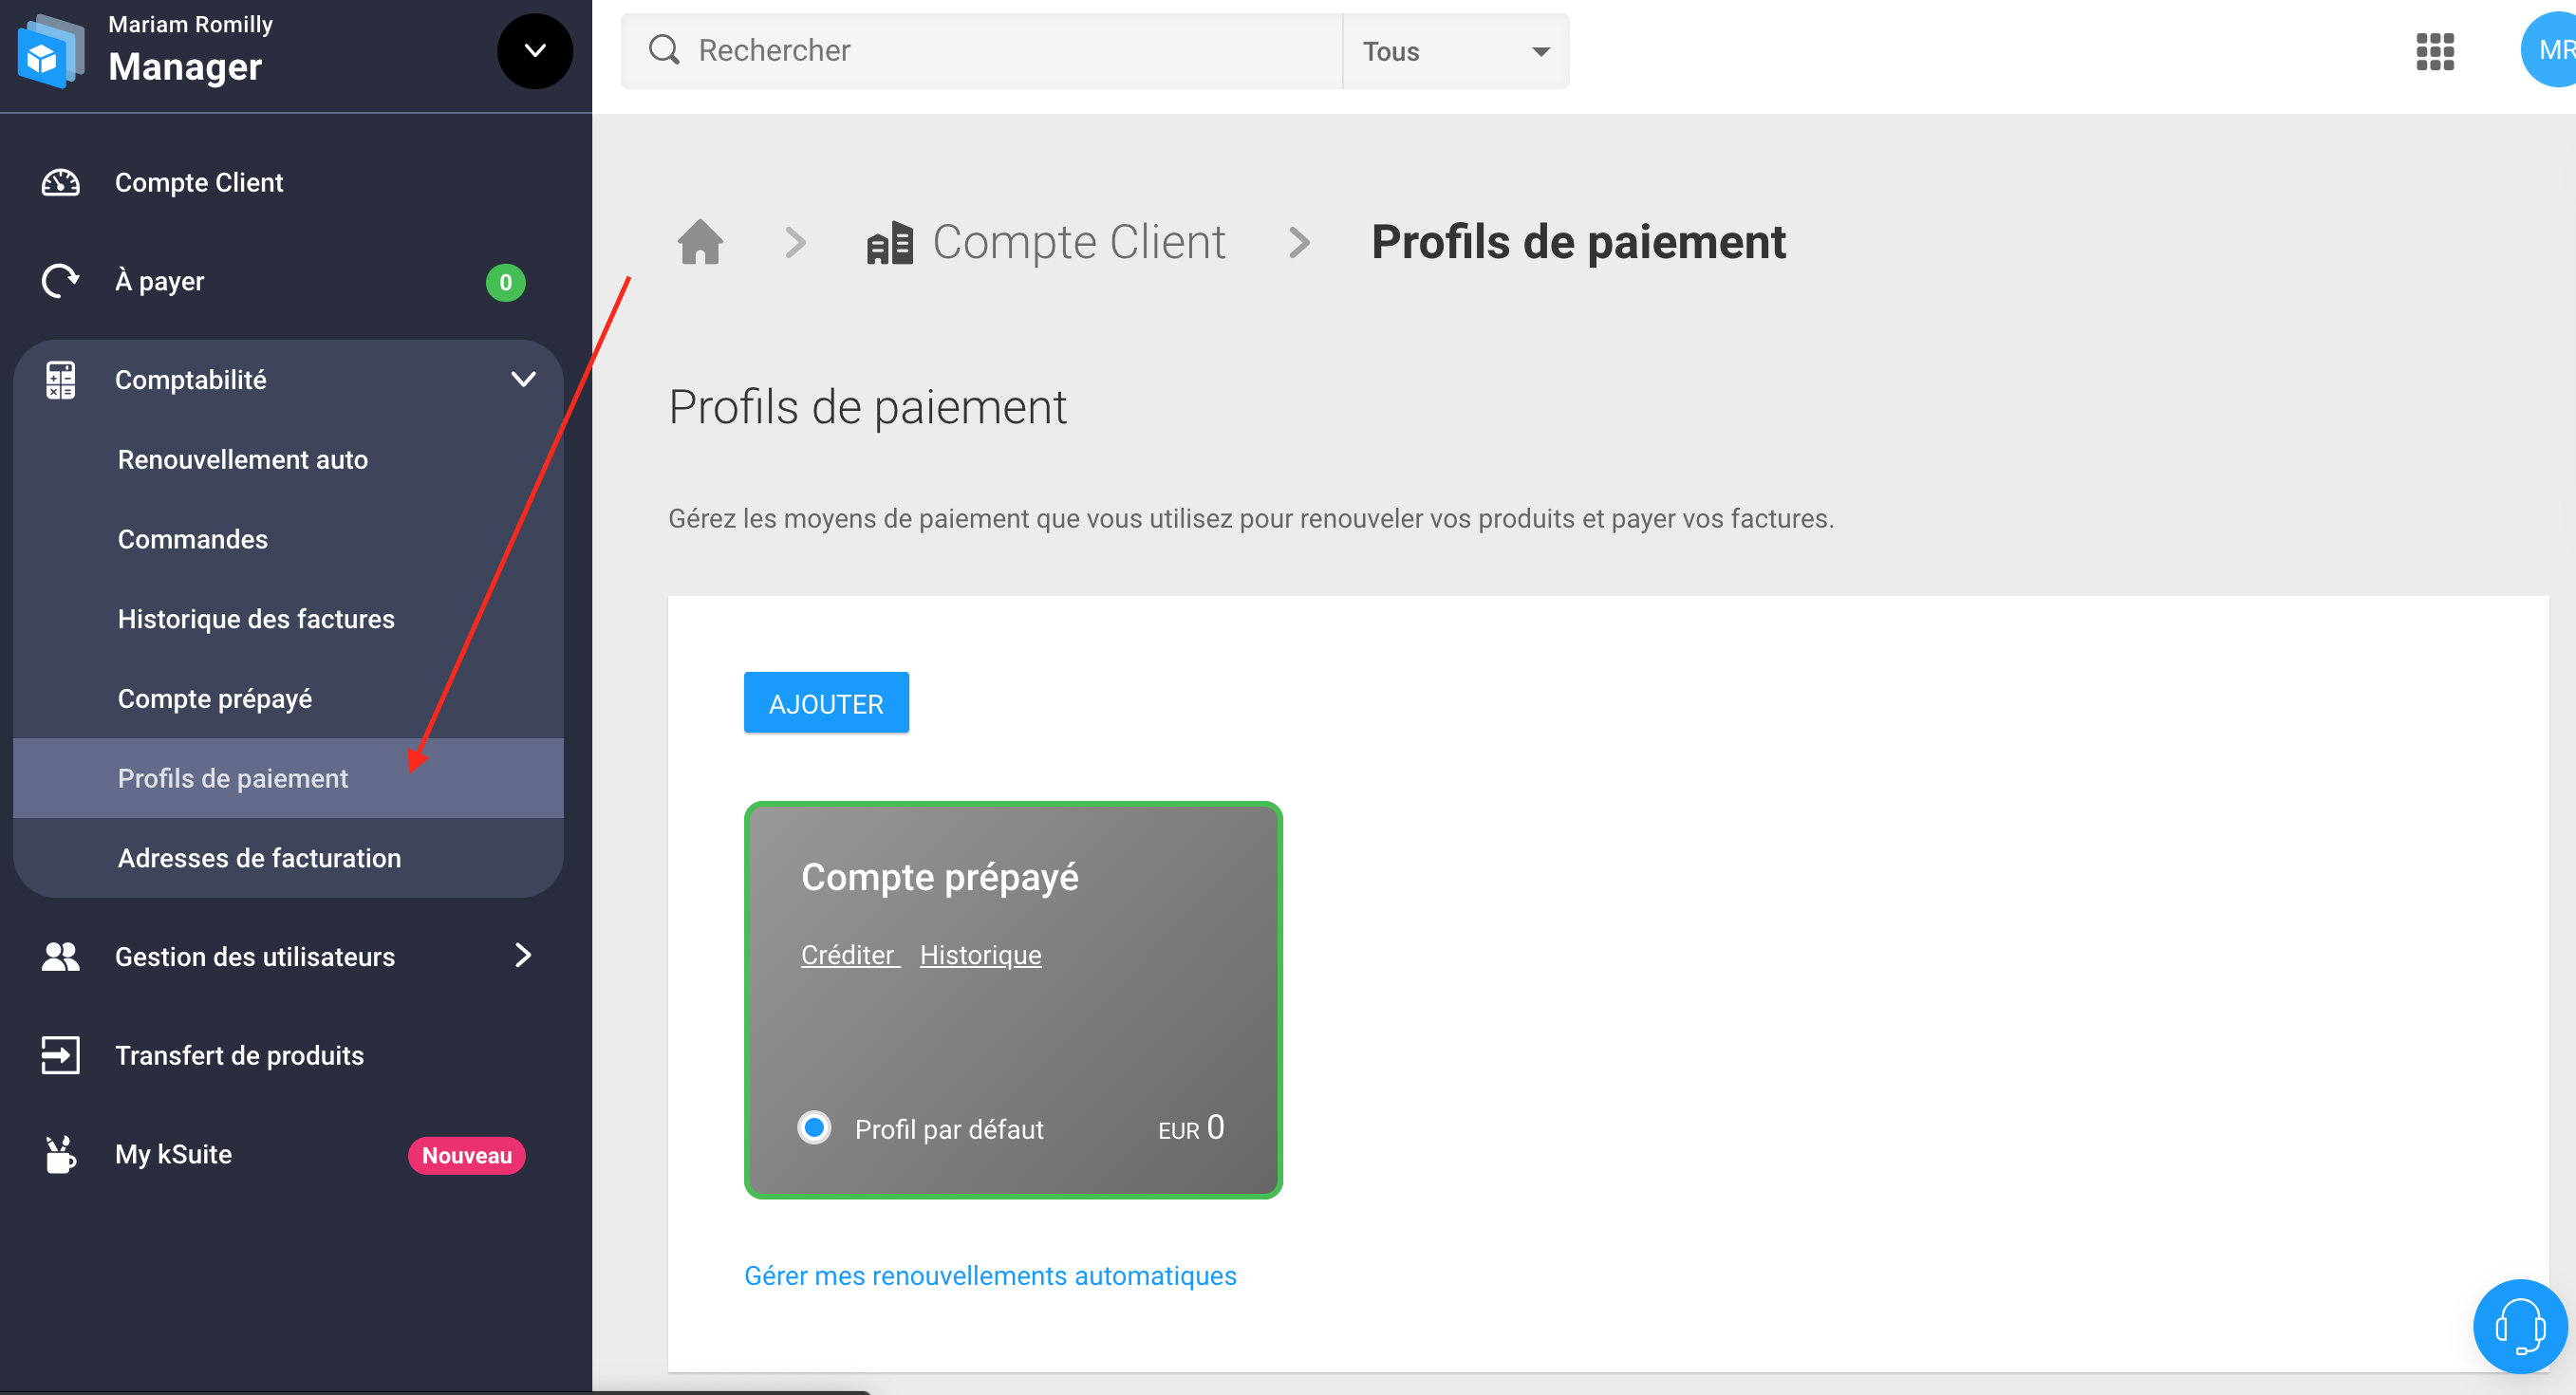 Mariam Romilly
Manager
Rechercher
Tous
MR
Compte Client
À payer
0
Comptabilité
Renouvellement auto
Commandes
Historique des factures
Compte prépayé
Profils de paiement
Adresses de facturation
Gestion des utilisateurs
Transfert de produits
My kSuite
Nouveau
Compte Client
Profils de paiement
Profils de paiement
Gérez les moyens de paiement que vous utilisez pour renouveler vos produits et payer vos factures.
AJOUTER
Compte prépayé
Créditer Historique
Profil par défaut EUR 0
Gérer mes renouvellements automatiques